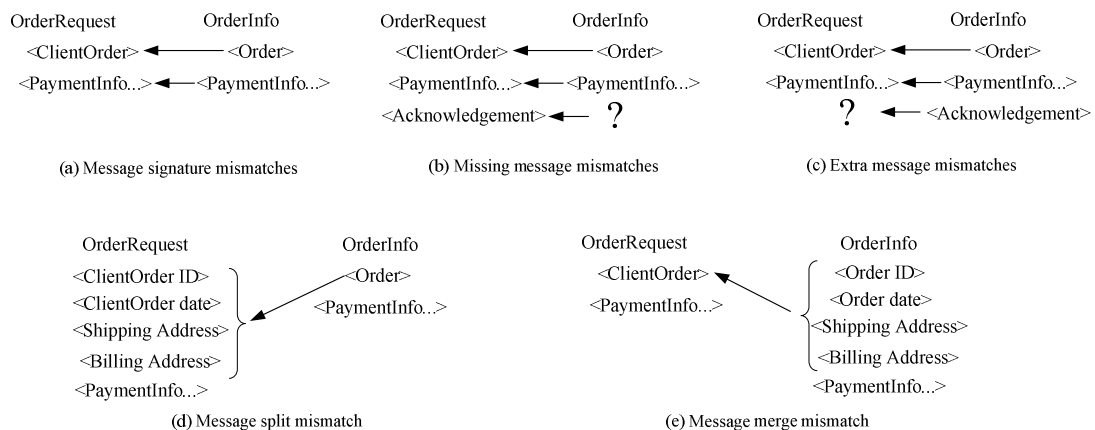 OrderRequest OrderInfo
<ClientOrder> <Order>
<PaymentInfo...> <PaymentInfo...>
(a) Message signature mismatches
OrderRequest OrderInfo
<ClientOrder> <Order>
<PaymentInfo...> <PaymentInfo...>
<Acknowledgement> ?
(b) Missing message mismatches
OrderRequest OrderInfo
<ClientOrder> <Order>
<PaymentInfo...> <PaymentInfo...>
? <Acknowledgement>
(c) Extra message mismatches
OrderRequest OrderInfo
<ClientOrder ID> <Order>
<ClientOrder date> <PaymentInfo...>
<Shipping Address>
<Billing Address>
<PaymentInfo...>
(d) Message split mismatch
OrderRequest OrderInfo
<ClientOrder> <Order ID>
<PaymentInfo...> <Order date>
<Shipping Address>
<Billing Address>
<PaymentInfo...>
(e) Message merge mismatch